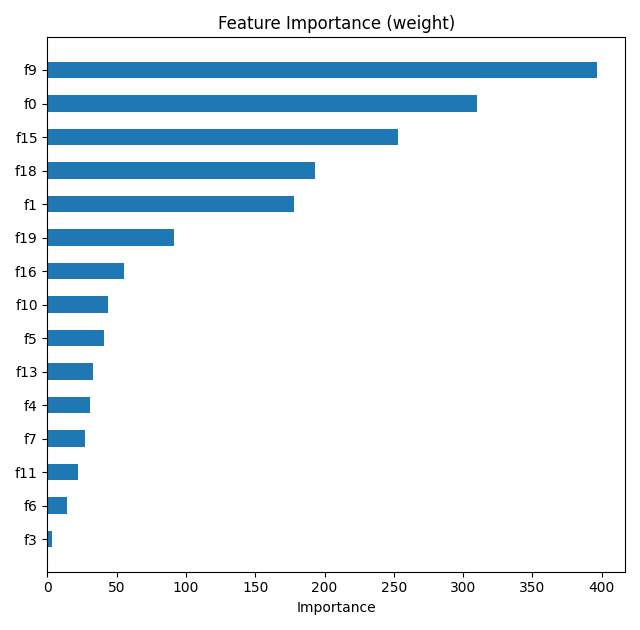 Feature Importance (weight)
f9
f0
f15
f18
f1
f19
f16
f10
f5
f13
f4
f7
f11
f6
f3
0 50 100 150 200 250 300 350 400
Importance